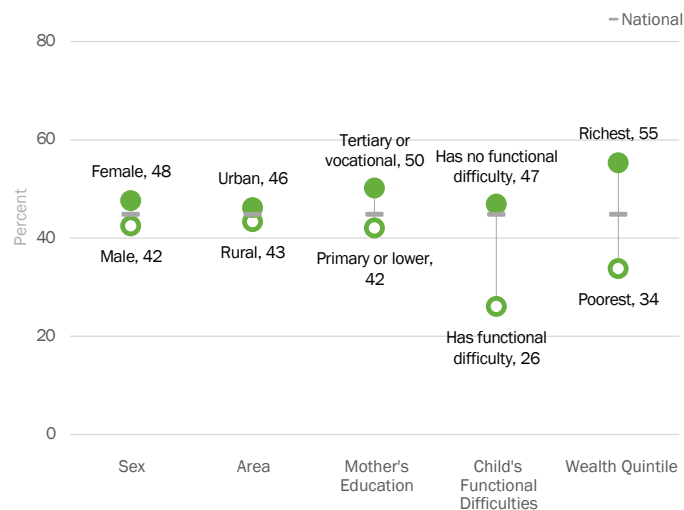 National
80
60
40
20
0
Percent
Female, 48
Male, 42
Urban, 46
Rural, 43
Tertiary or
vocational, 50
Primary or lower,
42
Has no functional
difficulty, 47
Has functional
difficulty, 26
Richest, 55
Poorest, 34
Sex
Area
Mother's
Education
Child's
Functional
Difficulties
Wealth Quintile